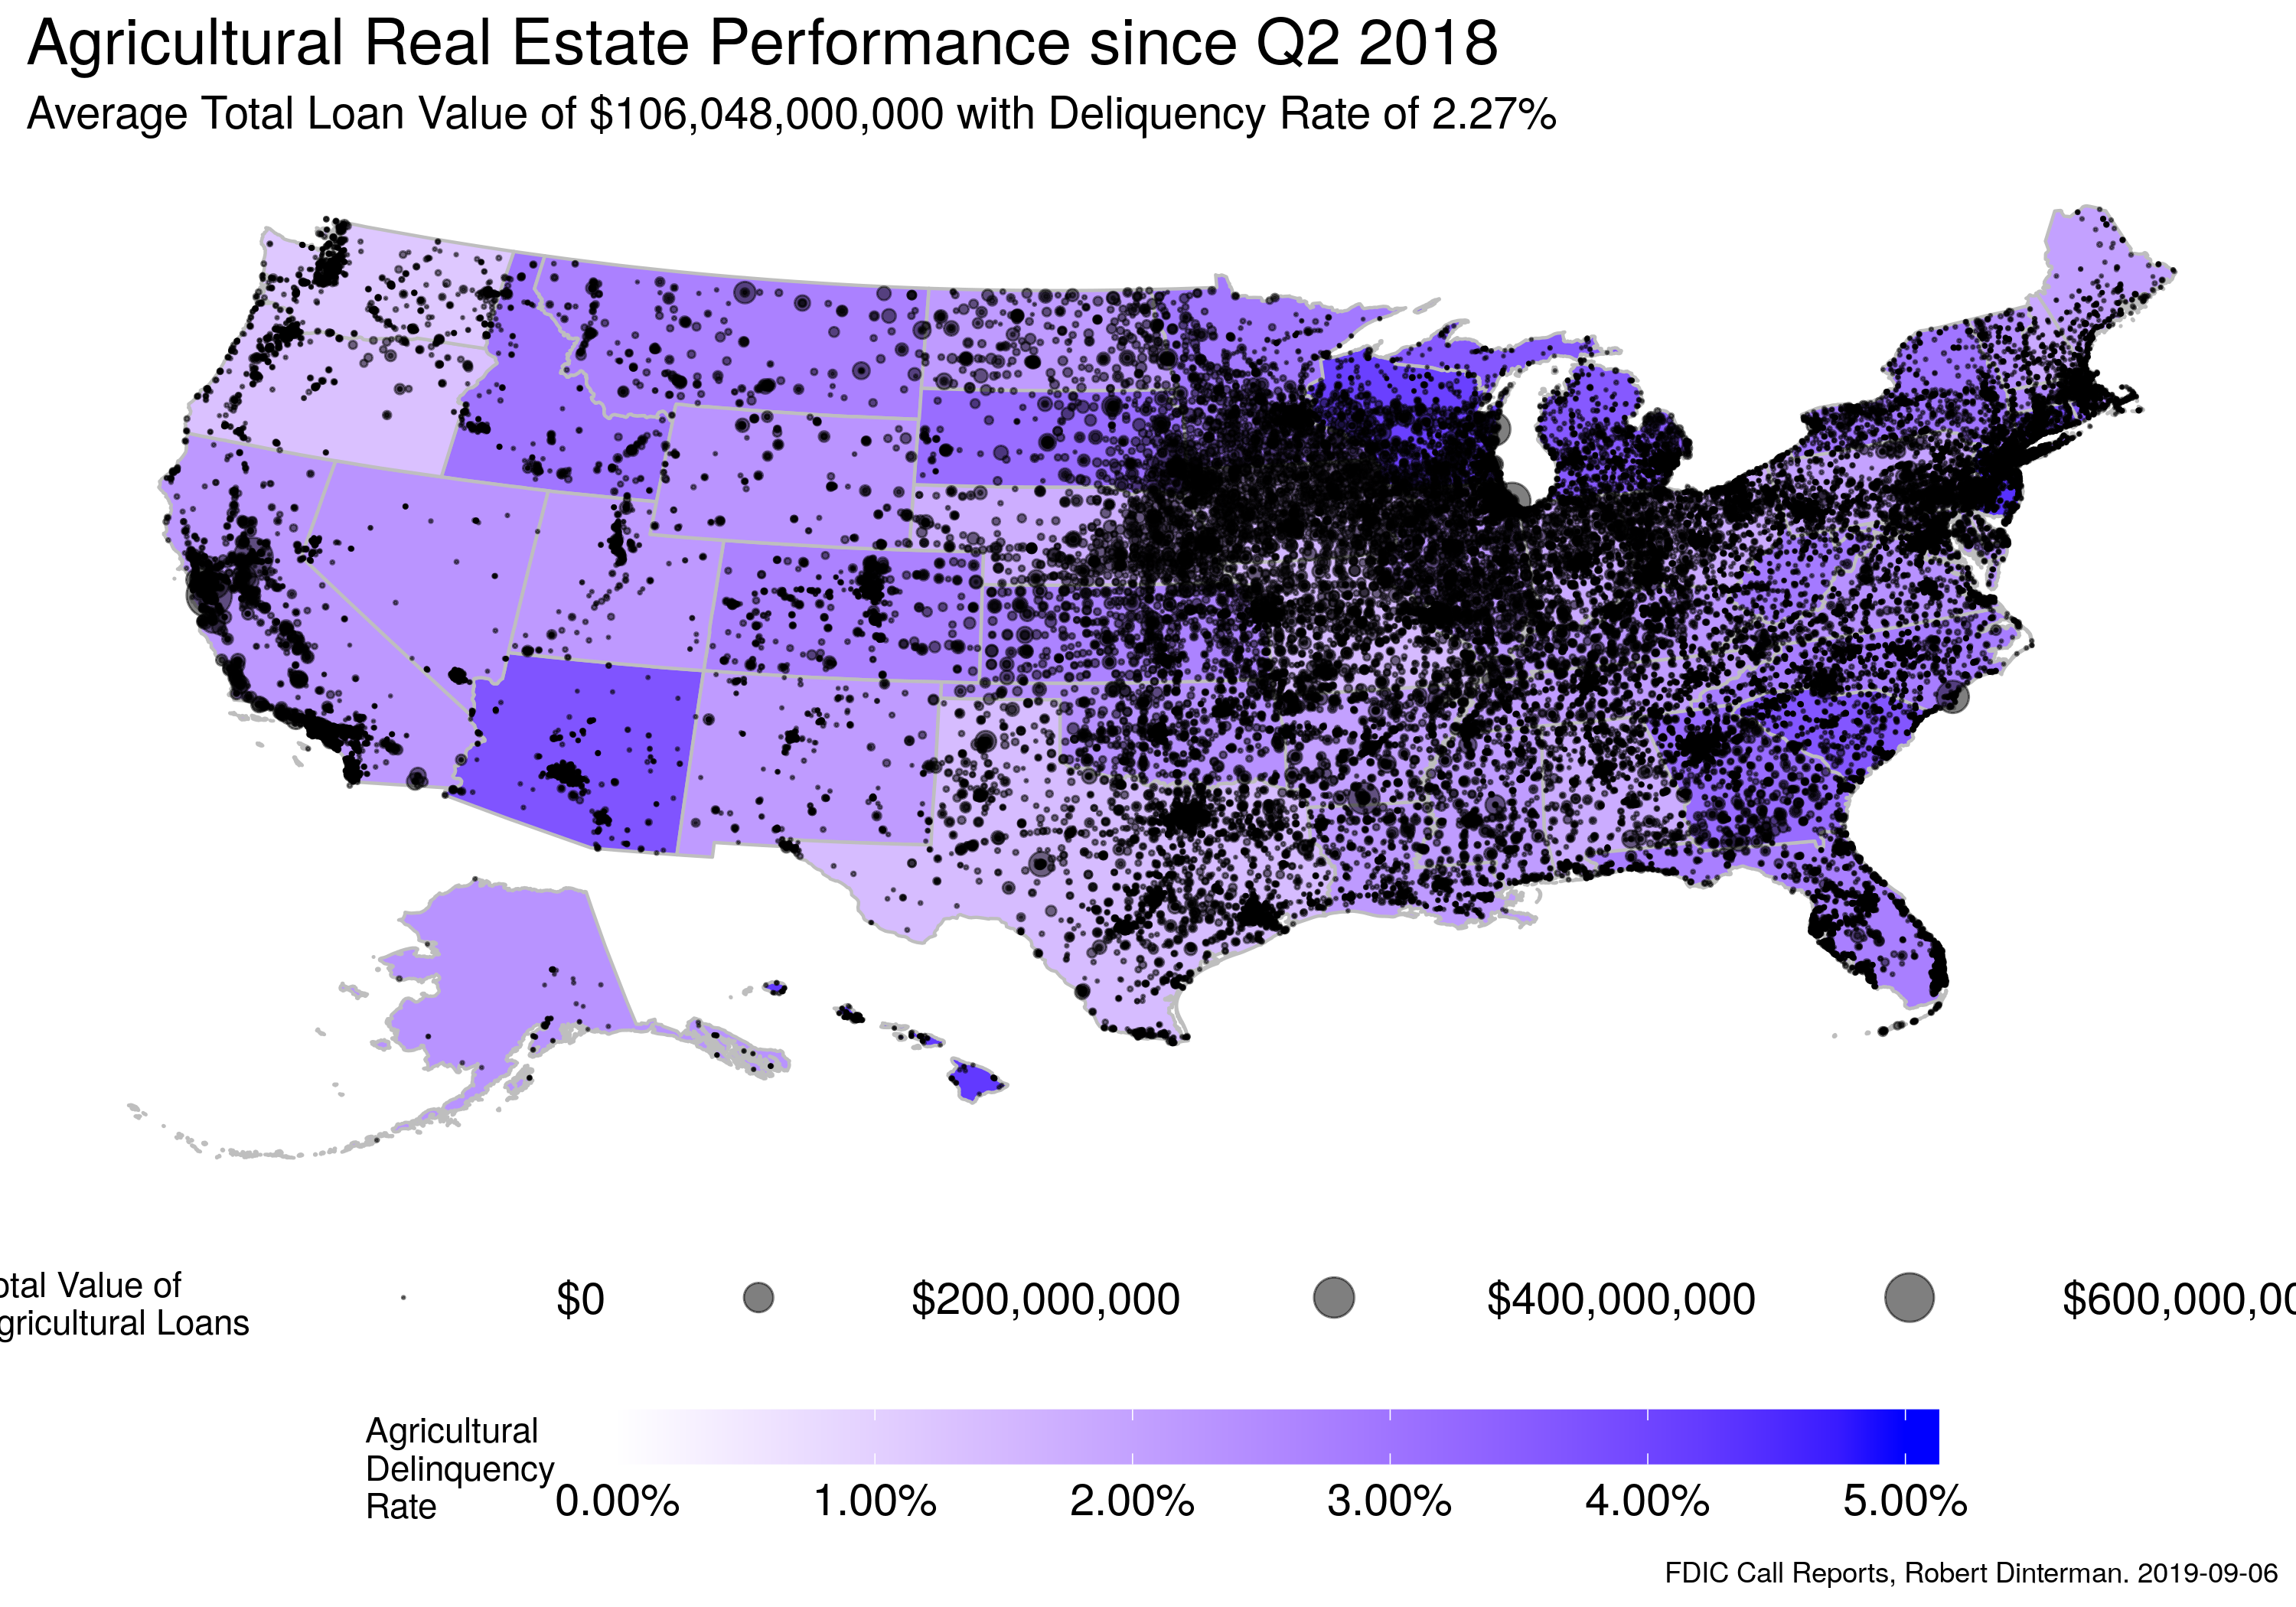 Agricultural Real Estate Performance since Q2 2018
Average Total Loan Value of $106,048,000,000 with Deliquency Rate of 2.27%
otal Value of
gricultural Loans
$0
$200,000,000
$400,000,000
$600,000,00
Agricultural
Delinquency
Rate
0.00%
1.00%
2.00%
3.00%
4.00%
5.00%
FDIC Call Reports, Robert Dinterman. 2019-09-06